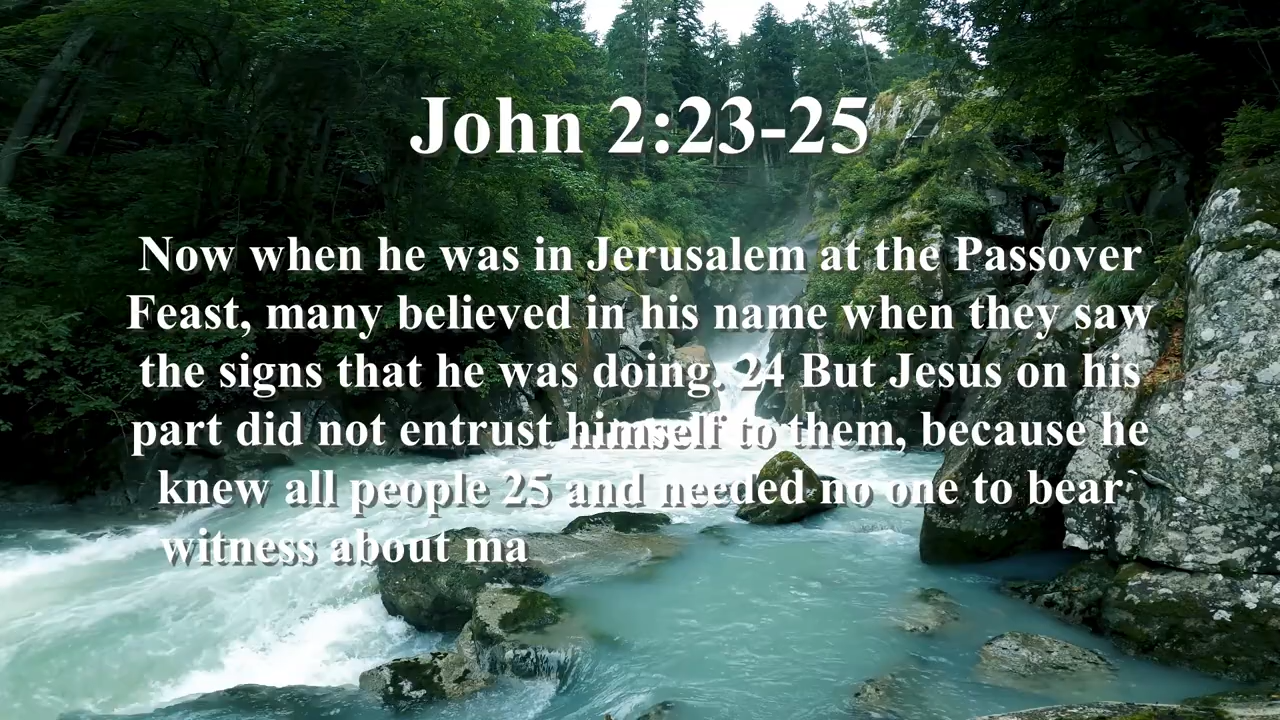 John 2:23-25
Now when he was in Jerusalem at the Passover
Feast, many believed in his name when they saw
the signs that he was doing. 24 But Jesus on his
part did not entrust himself to them, because he
knew all people 25 and needed no one to bear
witness about ma